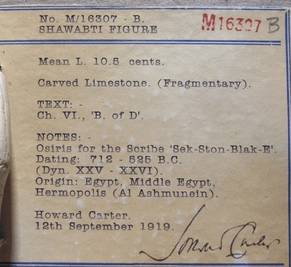 No. M/16307 - B.
M16307 B
SHAWABTI FIGURE
Mean L. 10.5 cents.
Carved Limestone. (Fragmentary).
TEXT: -
Ch. VI., 'B. of D'.
NOTES: -
Osiris for the Scribe 'Sek-Ston-Blak-E'.
Dating: 712 - 525 B.C.
(Dyn. XXV - XXVI).
Origin: Egypt, Middle Egypt,
Hermopolis (Al Ashmunein).
Howard Carter.
12th September 1919.
Howard Carter